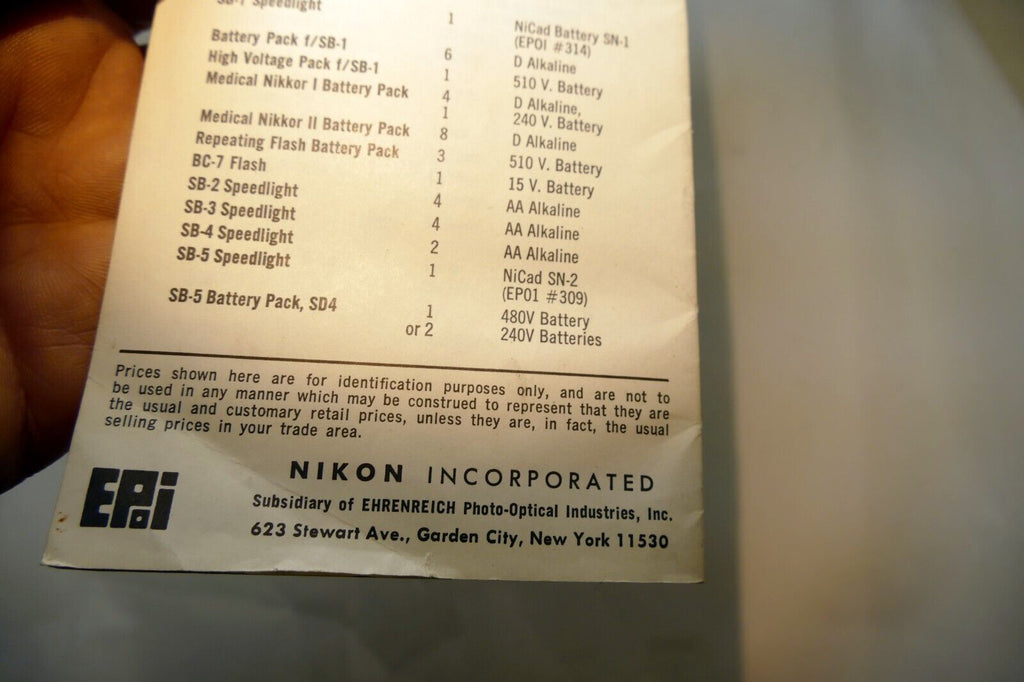 SB-1 Speedlight 1 NiCad Battery SN-1
(EPOI #314)
Battery Pack f/SB-1 6 D Alkaline
High Voltage Pack f/SB-1 1 510 V. Battery
Medical Nikkor I Battery Pack 4 D Alkaline,
1 240 V. Battery
Medical Nikkor II Battery Pack 8 D Alkaline
Repeating Flash Battery Pack 3 510 V. Battery
BC-7 Flash 1 15 V. Battery
SB-2 Speedlight 4 AA Alkaline
SB-3 Speedlight 4 AA Alkaline
SB-4 Speedlight 2 AA Alkaline
SB-5 Speedlight 1 NiCad SN-2
(EPO1 #309)
SB-5 Battery Pack, SD4 1 480V Battery
or 2 240V Batteries
Prices shown here are for identification purposes only, and are not to
be used in any manner which may be construed to represent that they are
the usual and customary retail prices, unless they are, in fact, the usual
selling prices in your trade area.
EPOI
NIKON INCORPORATED
Subsidiary of EHRENREICH Photo-Optical Industries, Inc.
623 Stewart Ave., Garden City, New York 11530